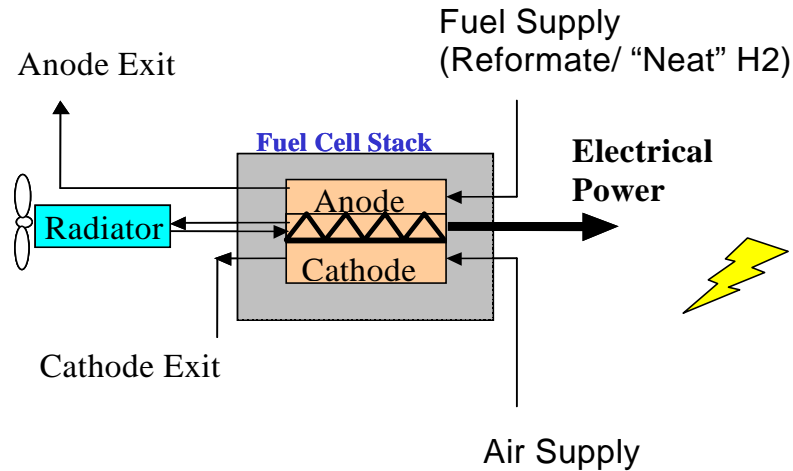 Fuel Supply
(Reformate/ “Neat” H2)
Anode Exit
Fuel Cell Stack
Electrical
Power
Anode
Radiator
Cathode
Cathode Exit
Air Supply